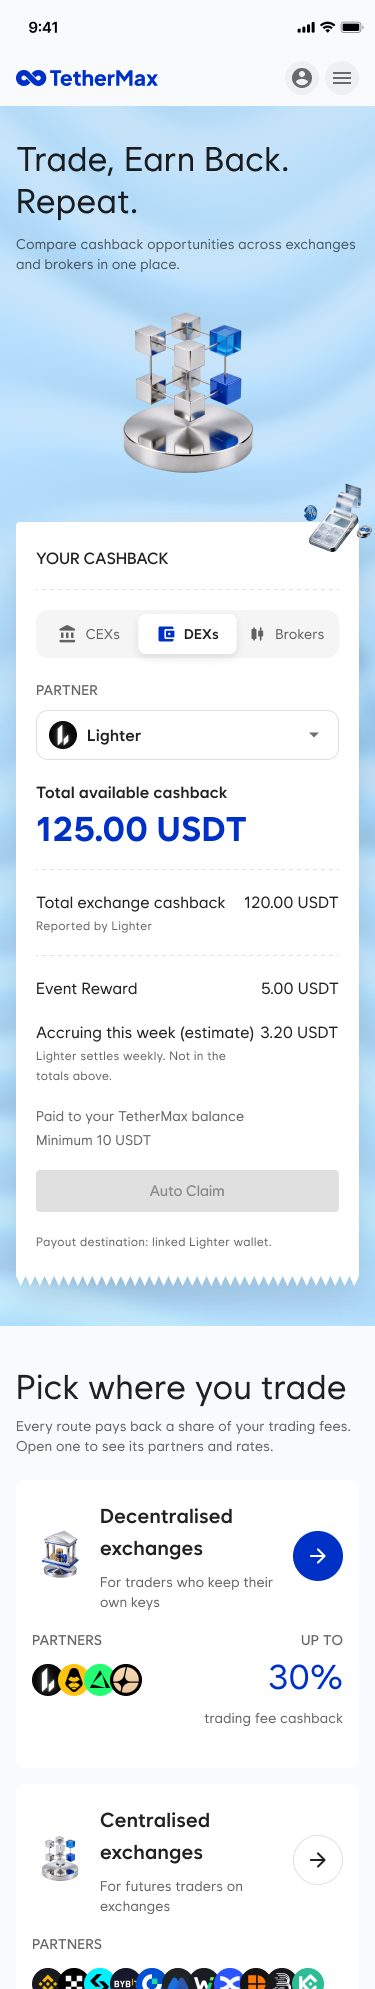 9:41
TetherMax
Trade, Earn Back.
Repeat.
Compare cashback opportunities across exchanges
and brokers in one place.
YOUR CASHBACK
CEXs DEXs Brokers
PARTNER
Lighter
Total available cashback
125.00 USDT
Total exchange cashback 120.00 USDT
Reported by Lighter
Event Reward 5.00 USDT
Accruing this week (estimate) 3.20 USDT
Lighter settles weekly. Not in the
totals above.
Paid to your TetherMax balance
Minimum 10 USDT
Auto Claim
Payout destination: linked Lighter wallet.
Pick where you trade
Every route pays back a share of your trading fees.
Open one to see its partners and rates.
Decentralised
exchanges
For traders who keep their
own keys
PARTNERS UP TO
30%
trading fee cashback
Centralised
exchanges
For futures traders on
exchanges
PARTNERS